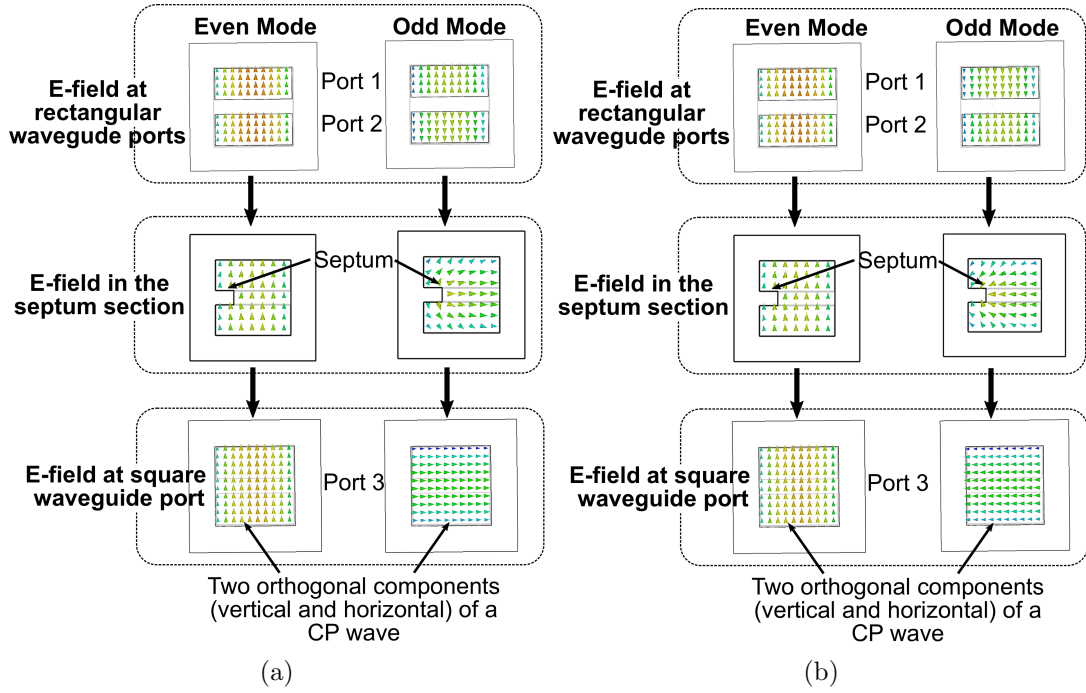 Even Mode
Odd Mode
E-field at
rectangular
wavegude ports
Port 1
Port 2
E-field in the
septum section
Septum
E-field at square
waveguide port
Port 3
Two orthogonal components
(vertical and horizontal) of a
CP wave
(a)
Even Mode
Odd Mode
E-field at
rectangular
wavegude ports
Port 1
Port 2
E-field in the
septum section
Septum
E-field at square
waveguide port
Port 3
Two orthogonal components
(vertical and horizontal) of a
CP wave
(b)